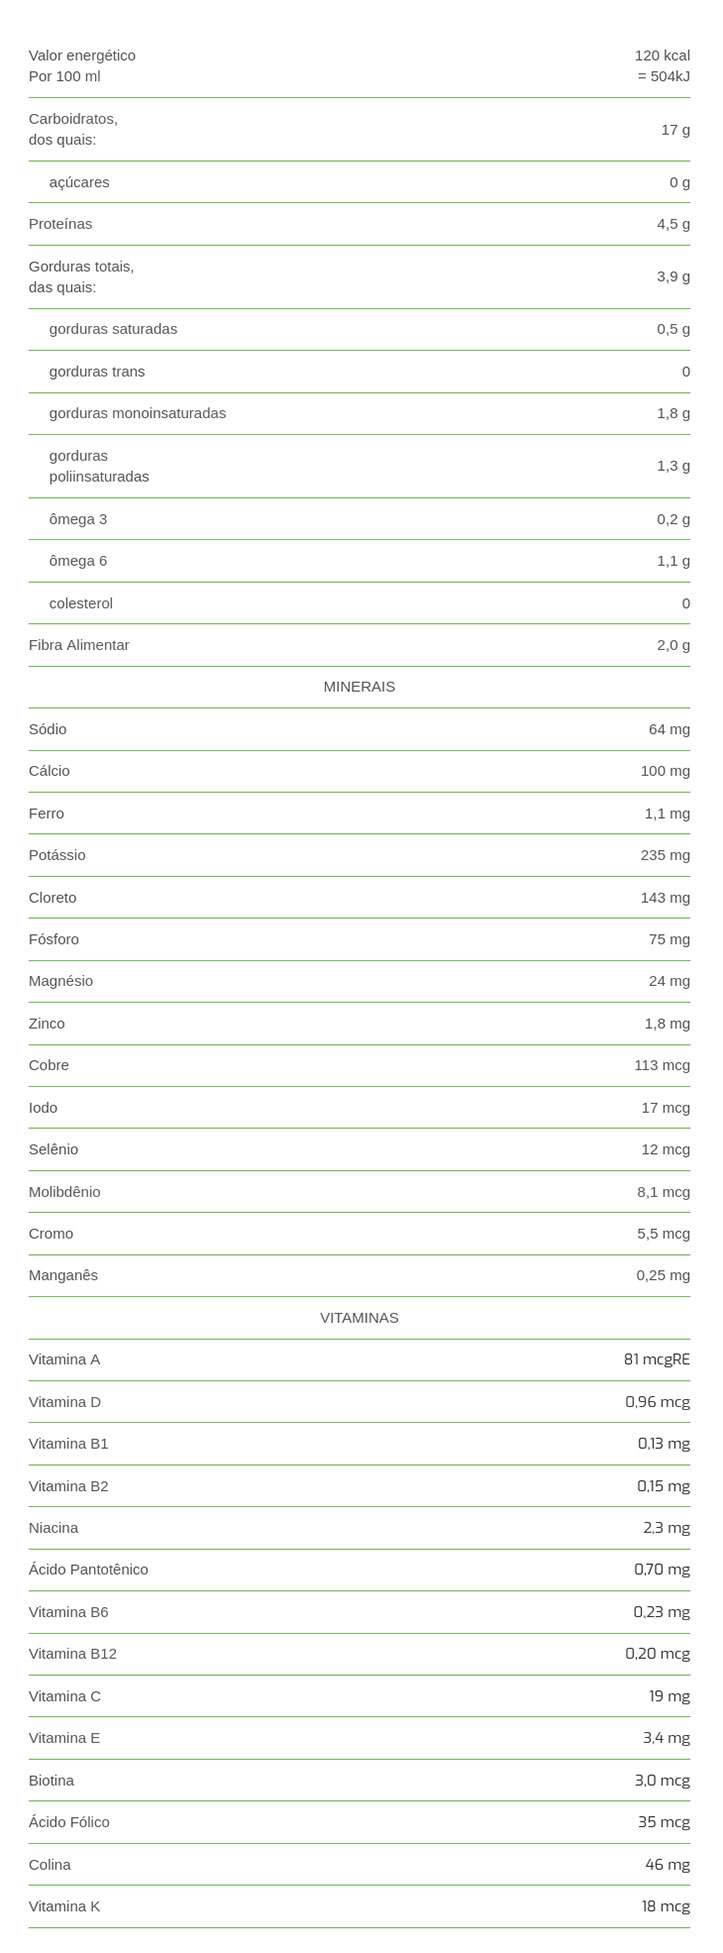 Valor energético 120 kcal
Por 100 ml = 504kJ
Carboidratos,
dos quais: 17 g
açúcares 0 g
Proteínas 4,5 g
Gorduras totais,
das quais: 3,9 g
gorduras saturadas 0,5 g
gorduras trans 0
gorduras monoinsaturadas 1,8 g
gorduras
poliinsaturadas 1,3 g
ômega 3 0,2 g
ômega 6 1,1 g
colesterol 0
Fibra Alimentar 2,0 g
MINERAIS
Sódio 64 mg
Cálcio 100 mg
Ferro 1,1 mg
Potássio 235 mg
Cloreto 143 mg
Fósforo 75 mg
Magnésio 24 mg
Zinco 1,8 mg
Cobre 113 mcg
Iodo 17 mcg
Selênio 12 mcg
Molibdênio 8,1 mcg
Cromo 5,5 mcg
Manganês 0,25 mg
VITAMINAS
Vitamina A 81 mcgRE
Vitamina D 0,96 mcg
Vitamina B1 0,13 mg
Vitamina B2 0,15 mg
Niacina 2,3 mg
Ácido Pantotênico 0,70 mg
Vitamina B6 0,23 mg
Vitamina B12 0,20 mcg
Vitamina C 19 mg
Vitamina E 3,4 mg
Biotina 3,0 mcg
Ácido Fólico 35 mcg
Colina 46 mg
Vitamina K 18 mcg